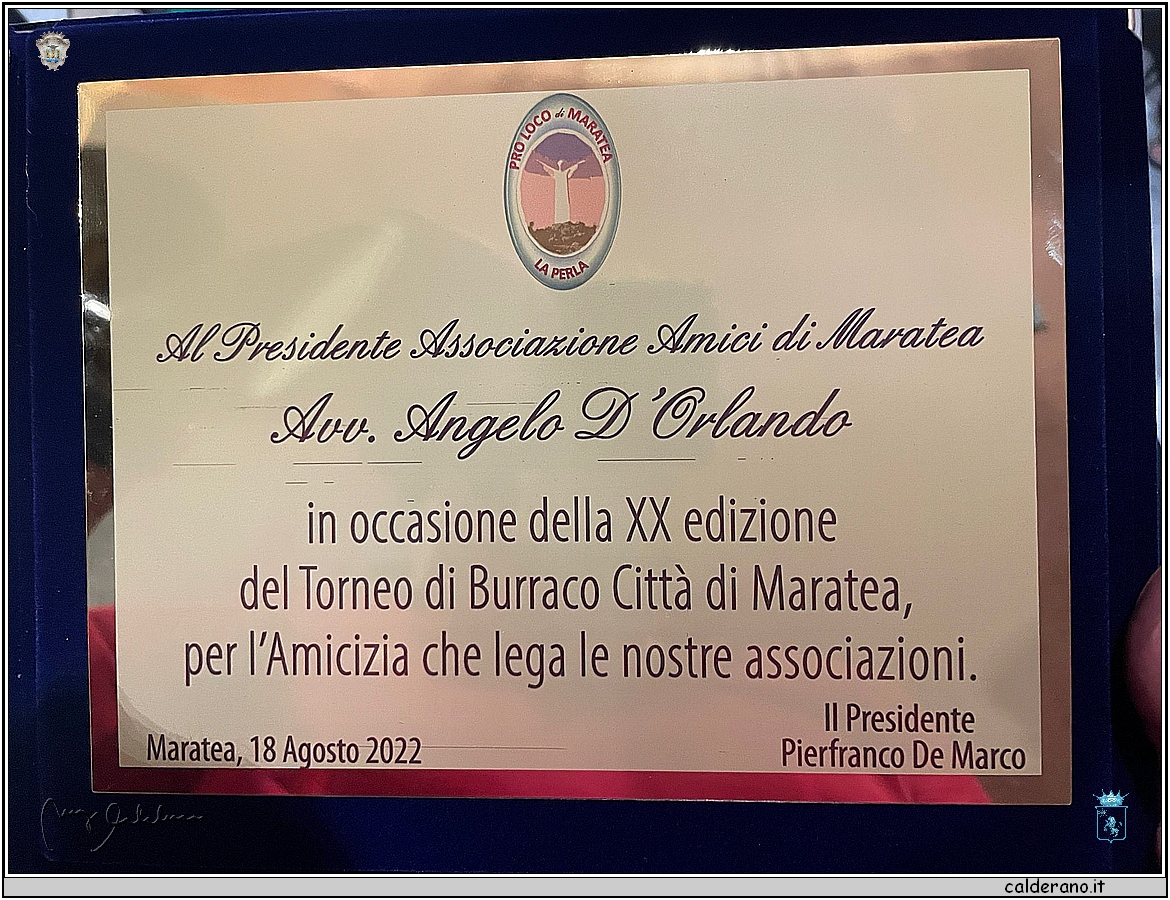 PRO LOCO di MARATEA
LA PERLA
Al Presidente Associazione Amici di Maratea
Avv. Angelo D'Orlando
in occasione della XX edizione
del Torneo di Burraco Città di Maratea,
per l'Amicizia che lega le nostre associazioni.
Il Presidente
Maratea, 18 Agosto 2022
Pierfranco De Marco
calderano.it